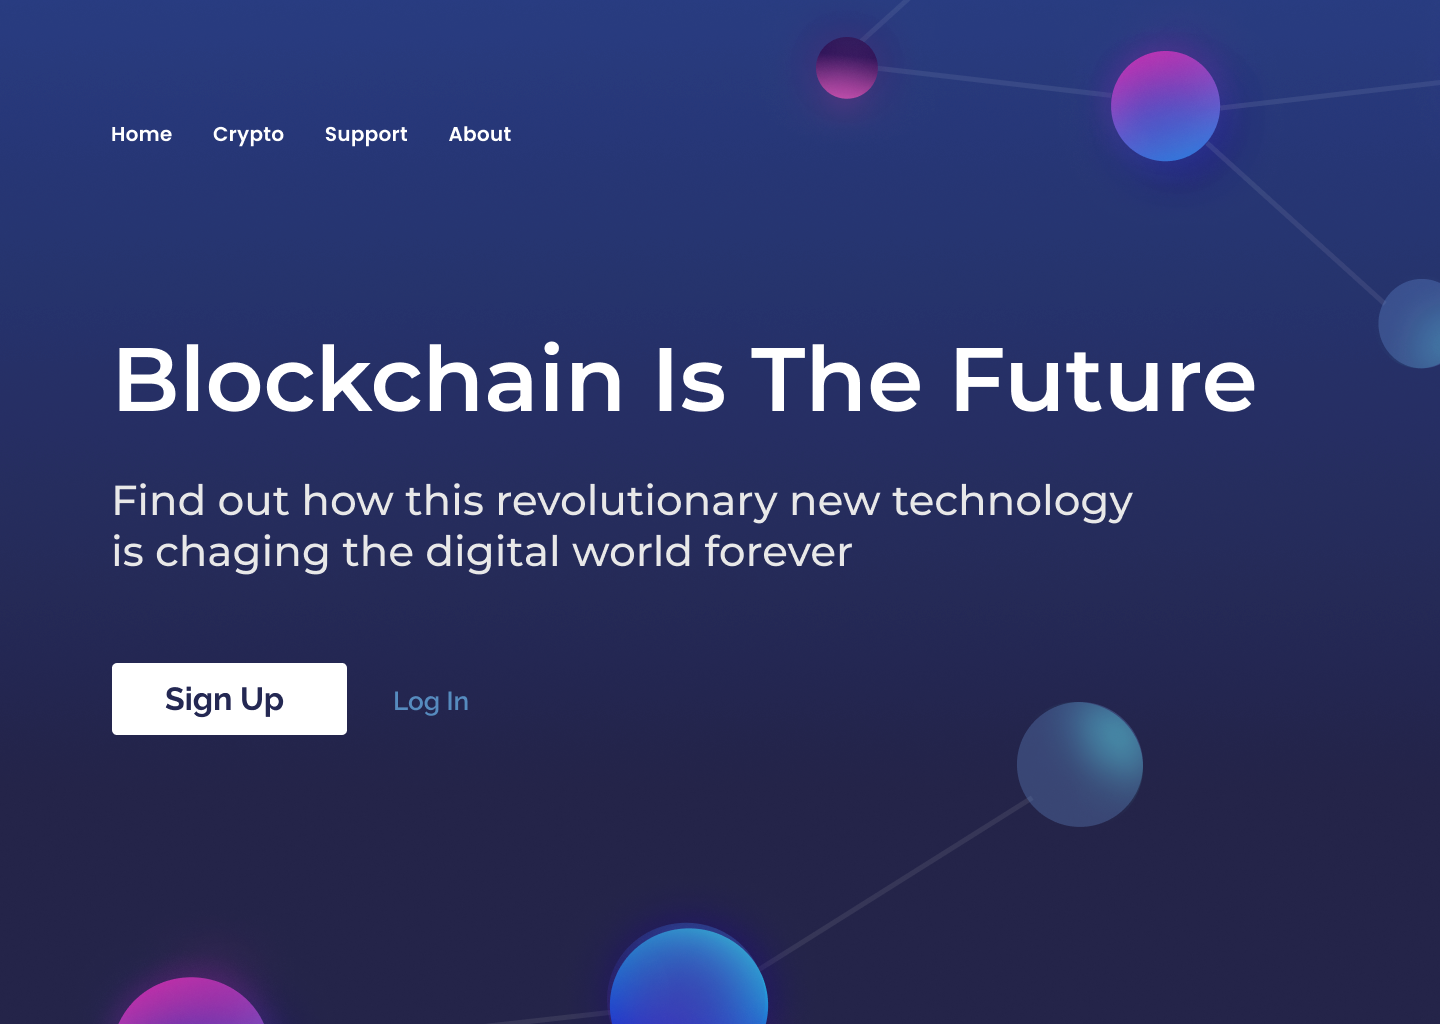 Home Crypto Support About
Blockchain Is The Future
Find out how this revolutionary new technology
is chaging the digital world forever
Sign Up Log In